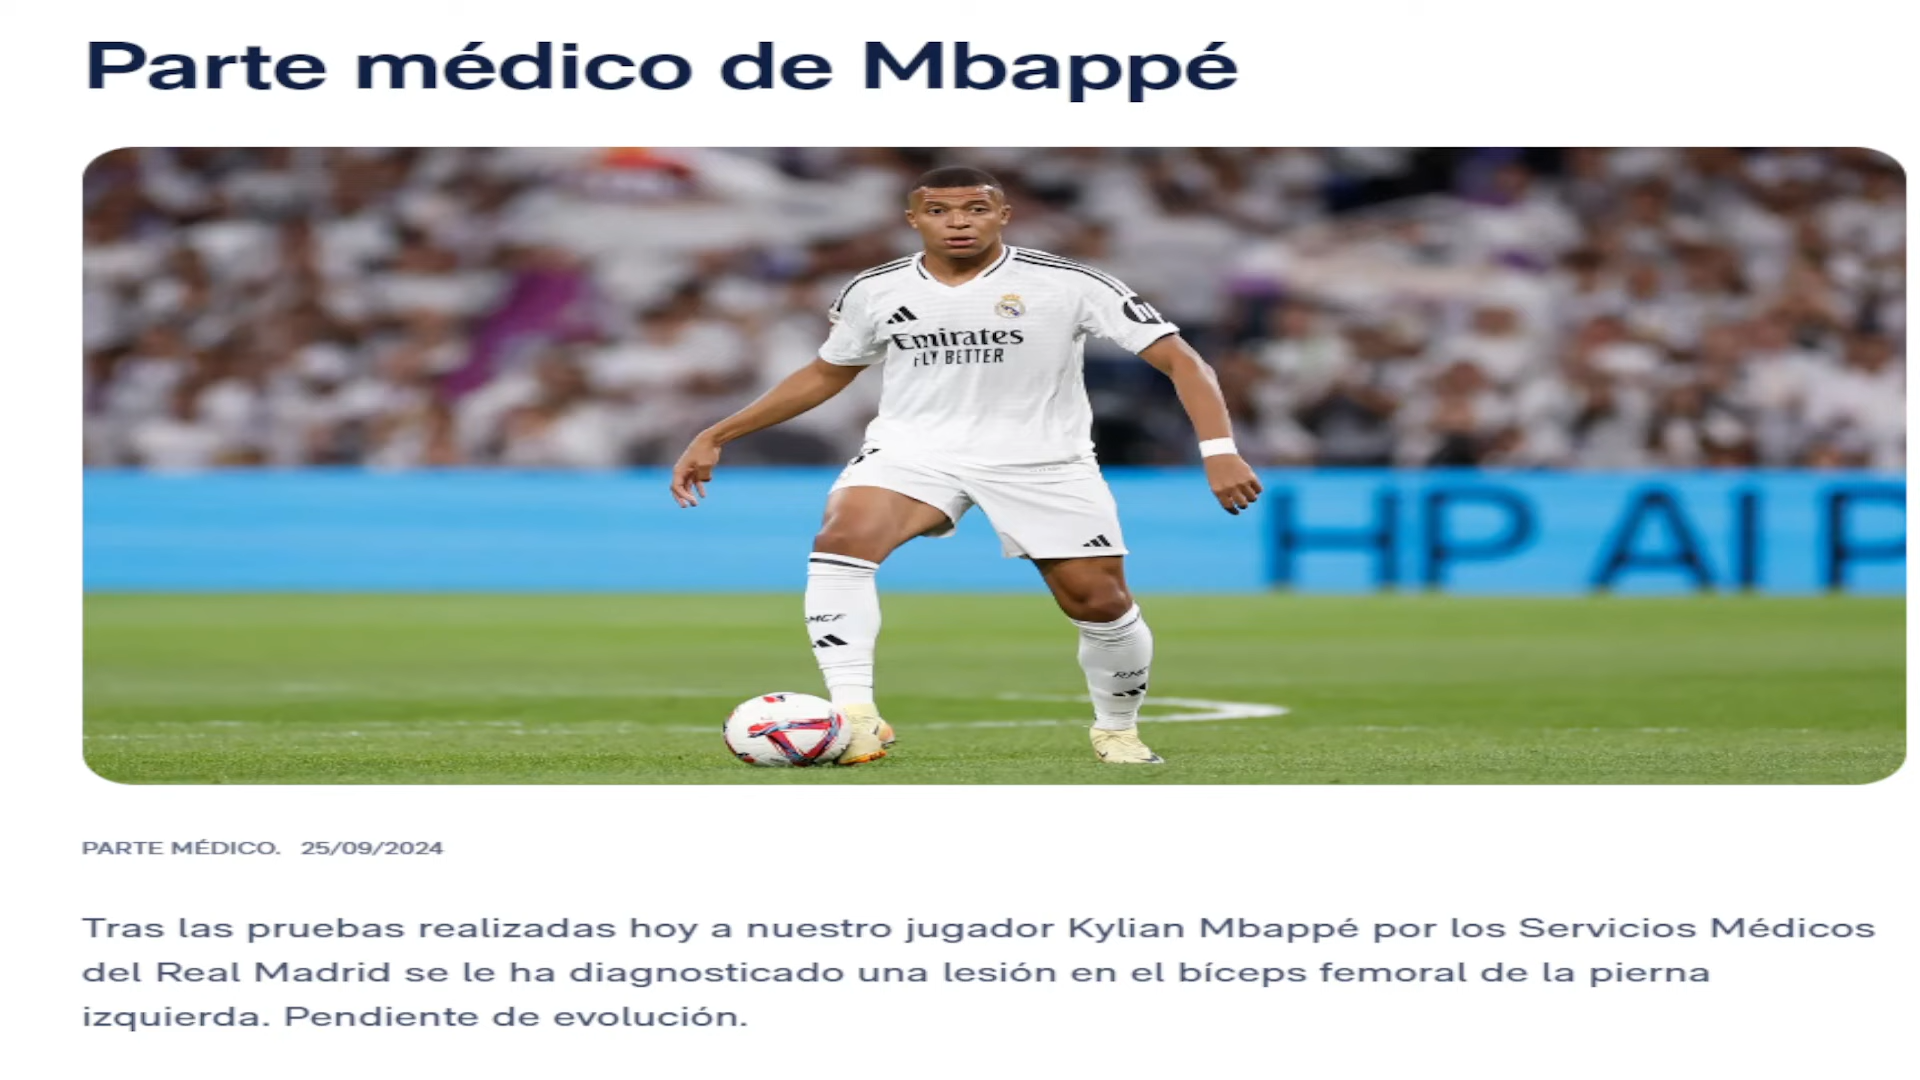 Parte médico de Mbappé
hp
Emirates
FLY BETTER
HP AI P
RMCF
PARTE MÉDICO. 25/09/2024
Tras las pruebas realizadas hoy a nuestro jugador Kylian Mbappé por los Servicios Médicos
del Real Madrid se le ha diagnosticado una lesión en el bíceps femoral de la pierna
izquierda. Pendiente de evolución.